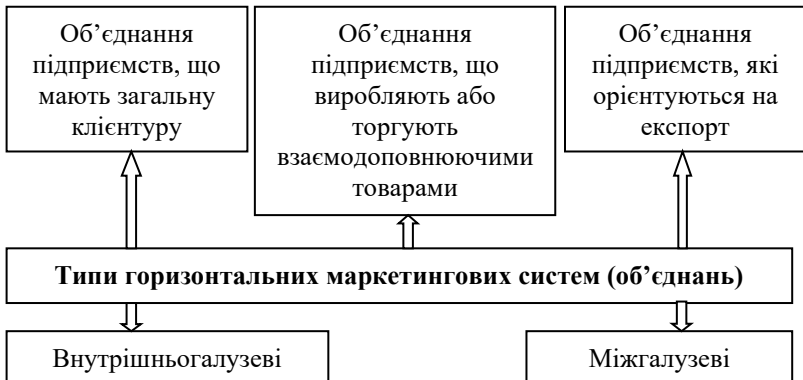 Об’єднання
підприємств, що
мають загальну
клієнтуру
Об’єднання
підприємств, що
виробляють або
торгують
взаємодоповнюючими
товарами
Об’єднання
підприємств, які
орієнтуються на
експорт
Типи горизонтальних маркетингових систем (об’єднань)
Внутрішньогалузеві
Міжгалузеві